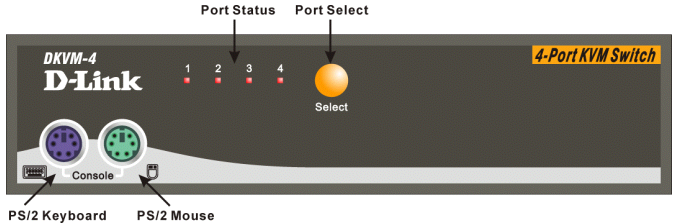 Port Status Port Select
DKVM-4
D-Link
1 2 3 4
Select
4-Port KVM Switch
Console
PS/2 Keyboard PS/2 Mouse